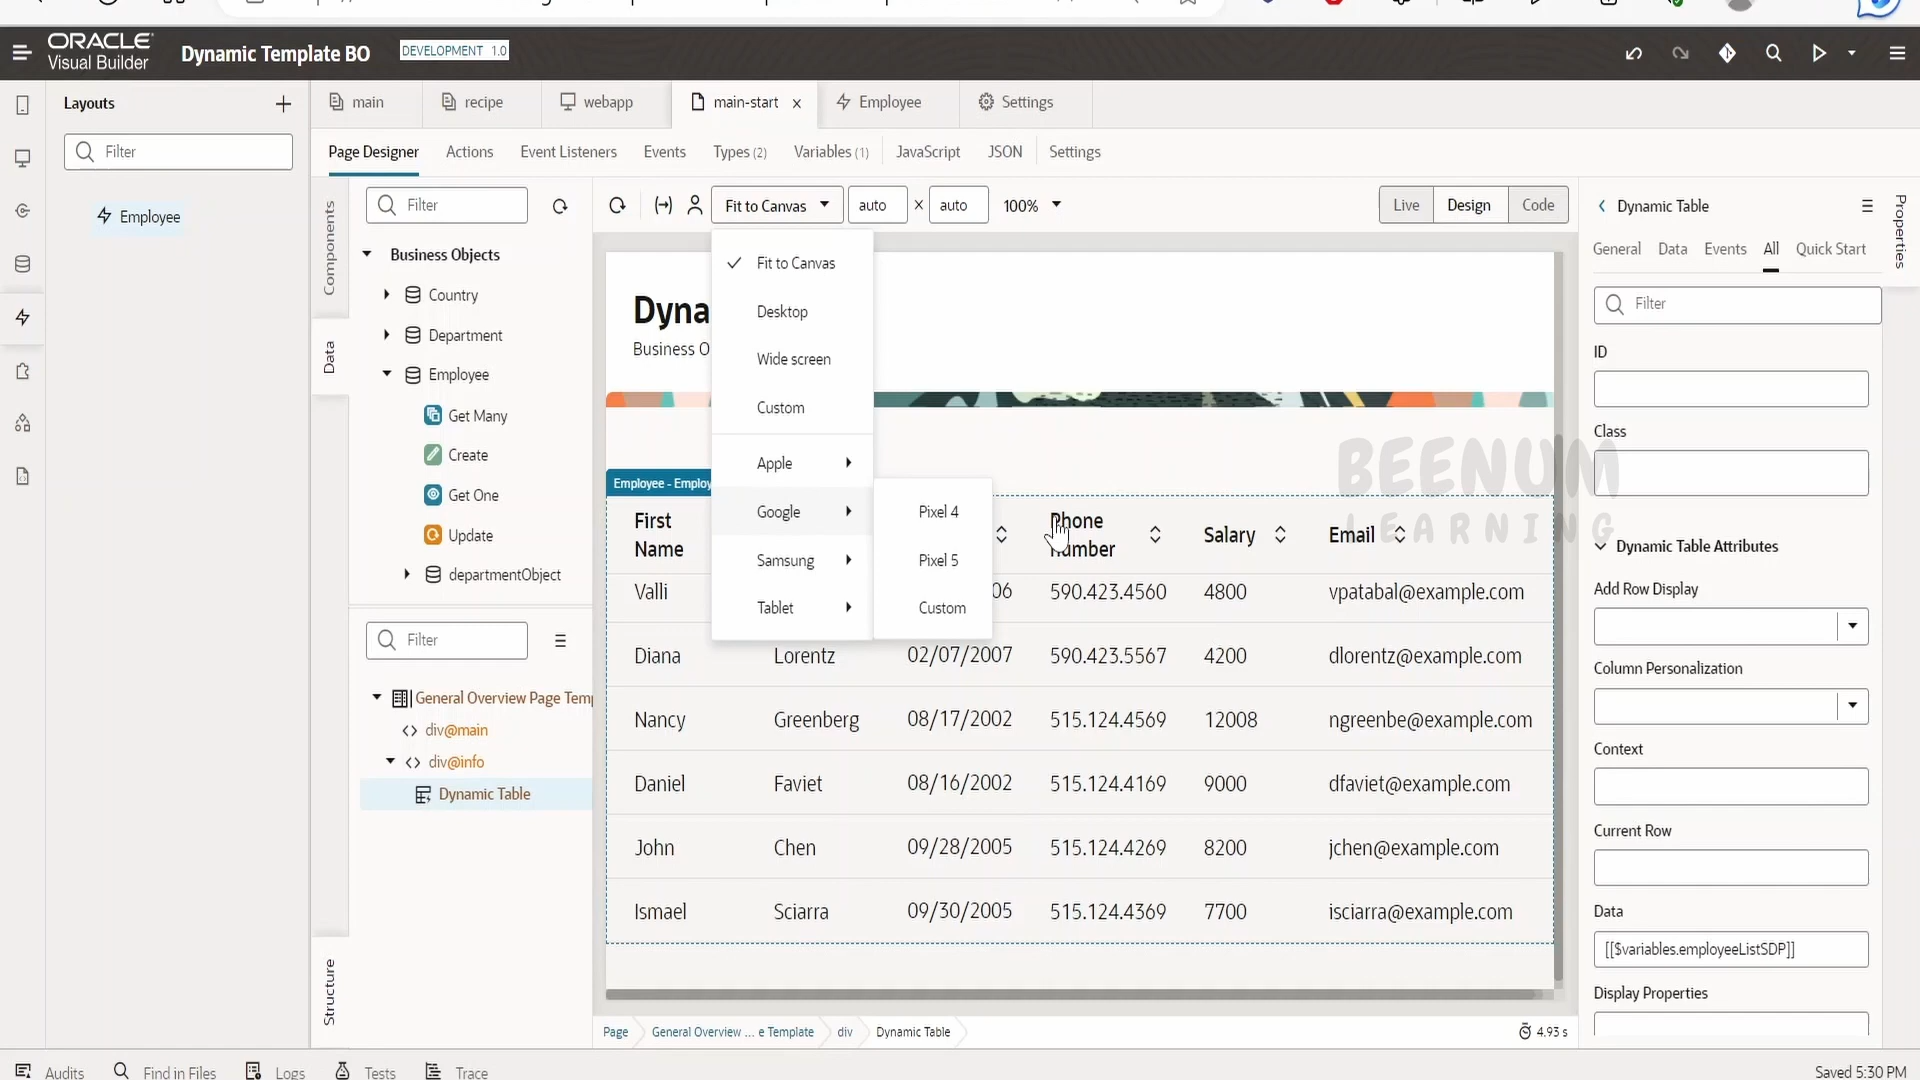 ORACLE
Visual Builder
Dynamic Template BO
DEVELOPMENT 1.0
Layouts
Filter
Employee
main
recipe
webapp
main-start
Employee
Settings
Page Designer
Actions
Event Listeners
Events
Types (2)
Variables (1)
JavaScript
JSON
Settings
Components
Data
Structure
Filter
Business Objects
Country
Department
Employee
Get Many
Create
Get One
Update
departmentObject
Filter
General Overview Page Temp
div@main
div@info
Dynamic Table
Fit to Canvas
auto
x
auto
100%
Live
Design
Code
Fit to Canvas
Desktop
Wide screen
Custom
Apple
Google
Samsung
Tablet
Pixel 4
Pixel 5
Custom
Dyna
Business O
Employee - Employ
First
Name
Phone
number
Salary
Email
Valli 06 590.423.4560 4800 vpatabal@example.com
Diana Lorentz 02/07/2007 590.423.5567 4200 dlorentz@example.com
Nancy Greenberg 08/17/2002 515.124.4569 12008 ngreenbe@example.com
Daniel Faviet 08/16/2002 515.124.4169 9000 dfaviet@example.com
John Chen 09/28/2005 515.124.4269 8200 jchen@example.com
Ismael Sciarra 09/30/2005 515.124.4369 7700 isciarra@example.com
Page
General Overview ... e Template
div
Dynamic Table
4.93 s
BEENUM
LEARNING
Dynamic Table
Properties
General
Data
Events
All
Quick Start
Filter
ID
Class
Dynamic Table Attributes
Add Row Display
Column Personalization
Context
Current Row
Data
[[$variables.employeeListSDP]]
Display Properties
Audits
Find in Files
Logs
Tests
Trace
Saved 5:30 PM